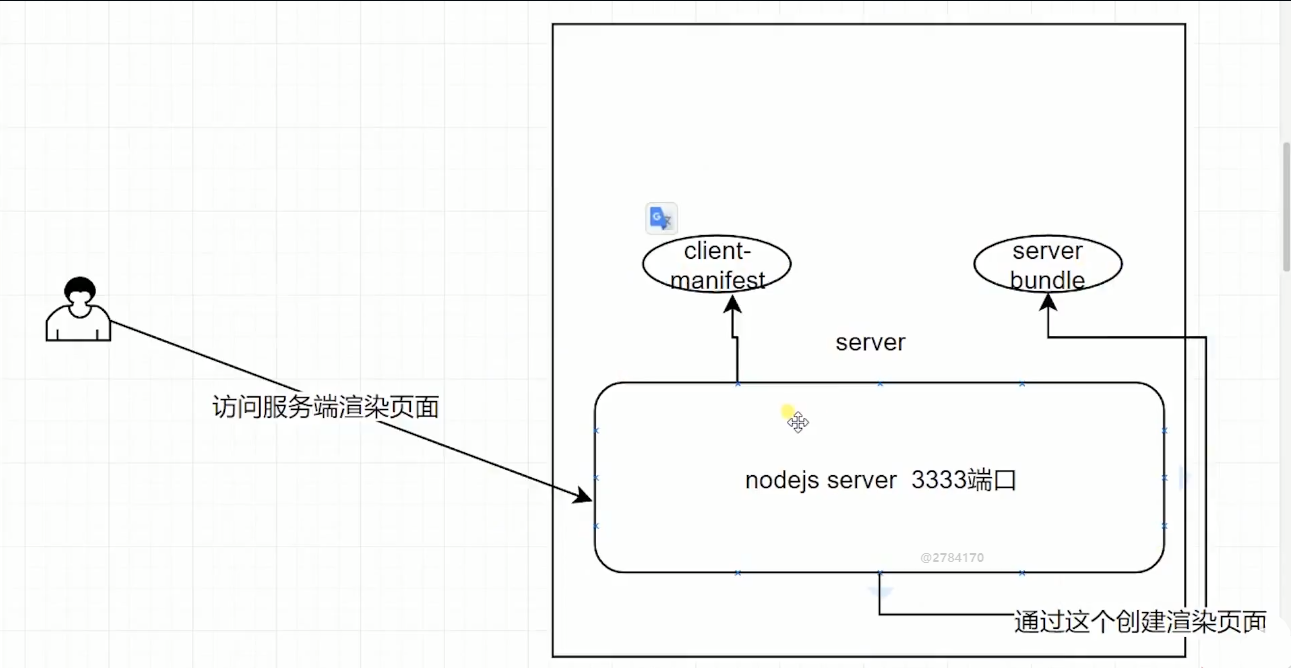 client-
manifest
server
bundle
server
访问服务端渲染页面
nodejs server 3333端口
@2784170
通过这个创建渲染页面